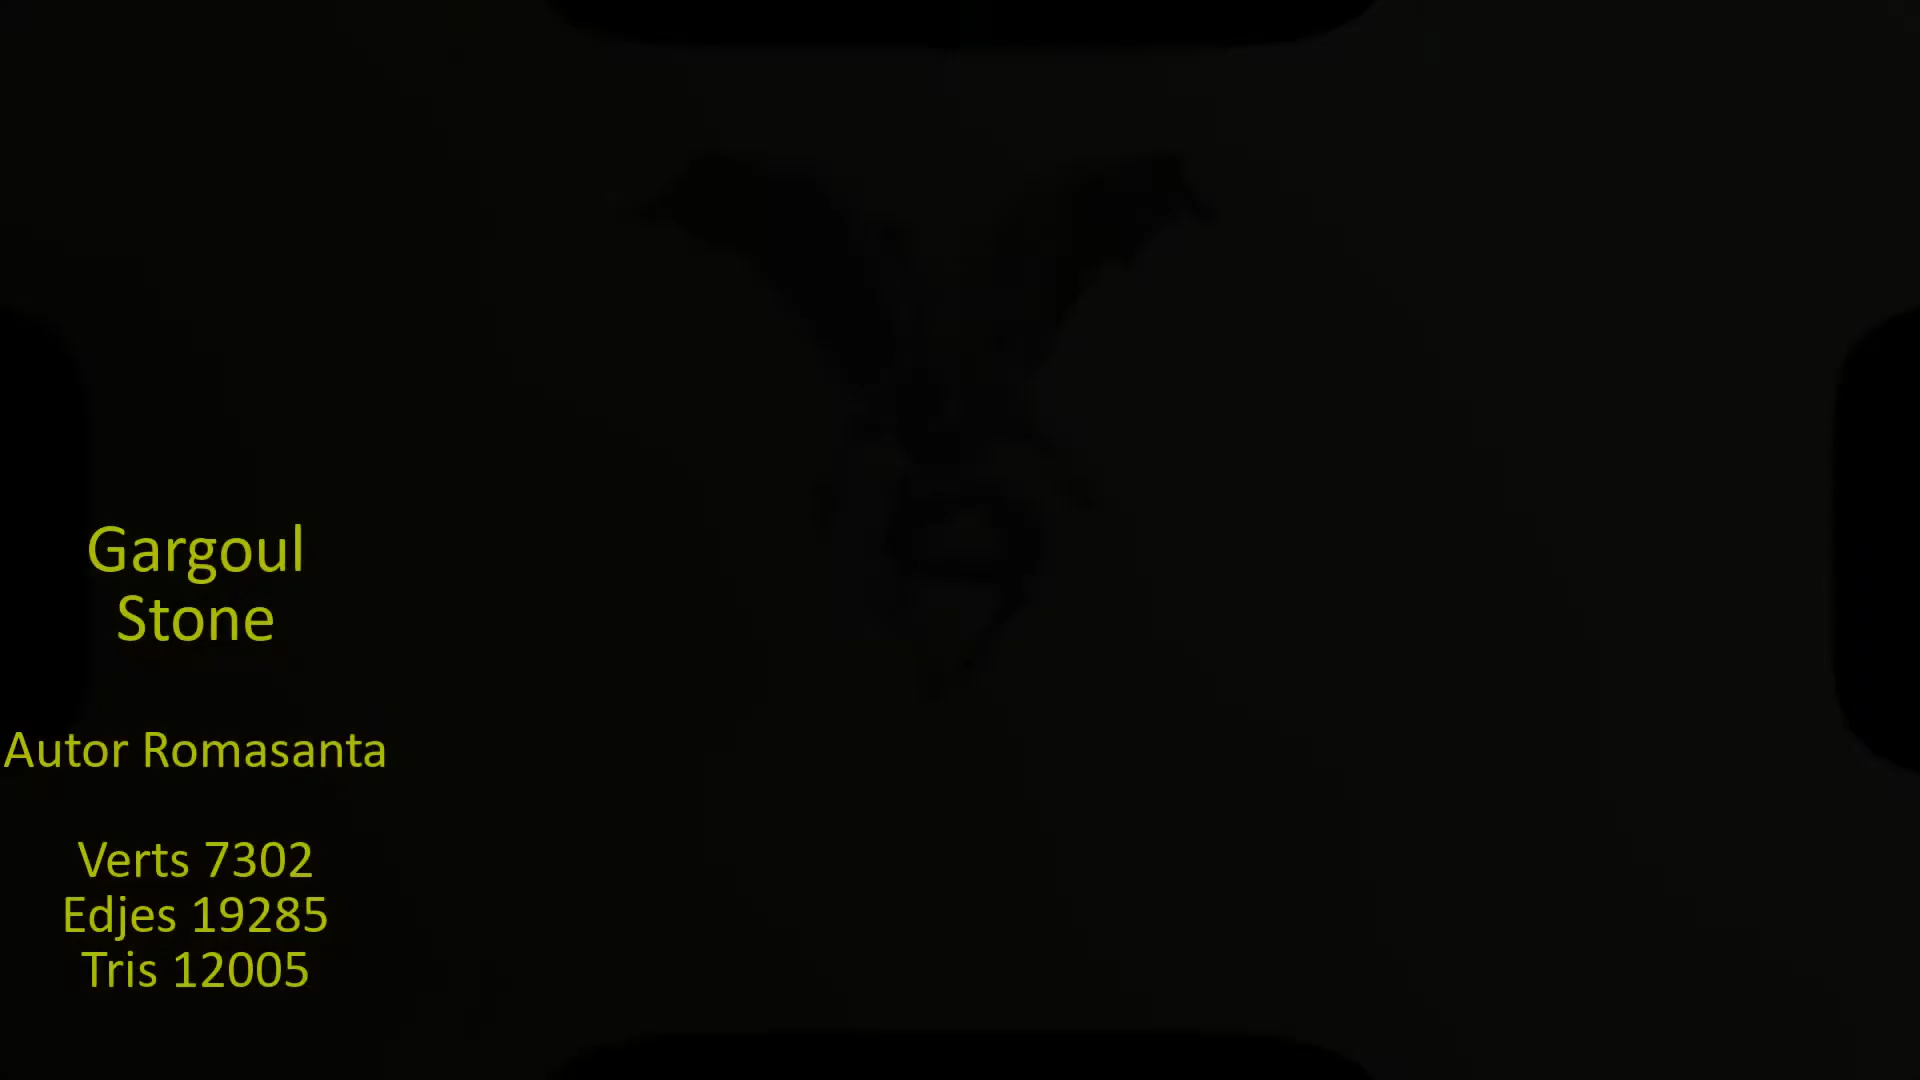 Gargoul
Stone
Autor Romasanta
Verts 7302
Edjes 19285
Tris 12005